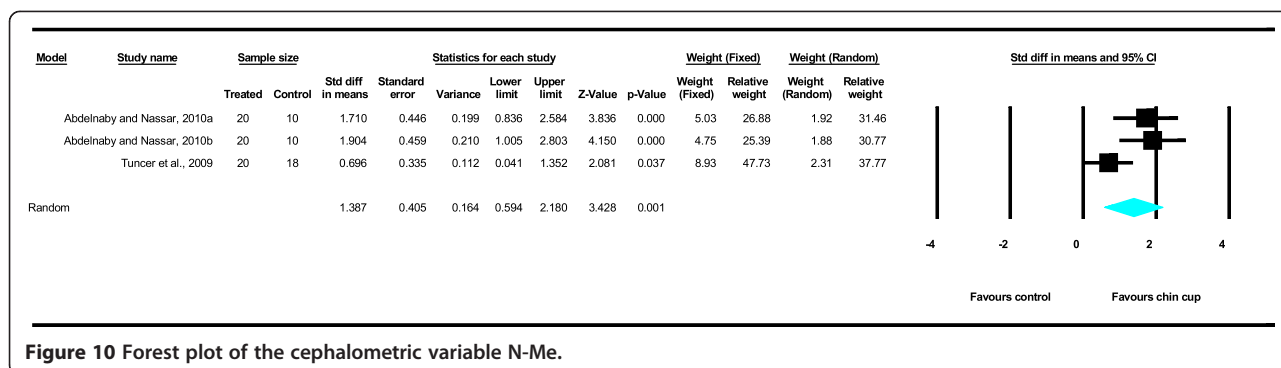 Model Study name Sample size Statistics for each study Weight (Fixed) Weight (Random) Std diff in means and 95% CI
Std diff Standard Lower Upper Weight Relative Weight Relative
Treated Control in means error Variance limit limit Z-Value p-Value (Fixed) weight (Random) weight
Abdelnaby and Nassar, 2010a 20 10 1.710 0.446 0.199 0.836 2.584 3.836 0.000 5.03 26.88 1.92 31.46
Abdelnaby and Nassar, 2010b 20 10 1.904 0.459 0.210 1.005 2.803 4.150 0.000 4.75 25.39 1.88 30.77
Tuncer et al., 2009 20 18 0.696 0.335 0.112 0.041 1.352 2.081 0.037 8.93 47.73 2.31 37.77
Random 1.387 0.405 0.164 0.594 2.180 3.428 0.001
-4 -2 0 2 4
Favours control Favours chin cup
Figure 10 Forest plot of the cephalometric variable N-Me.